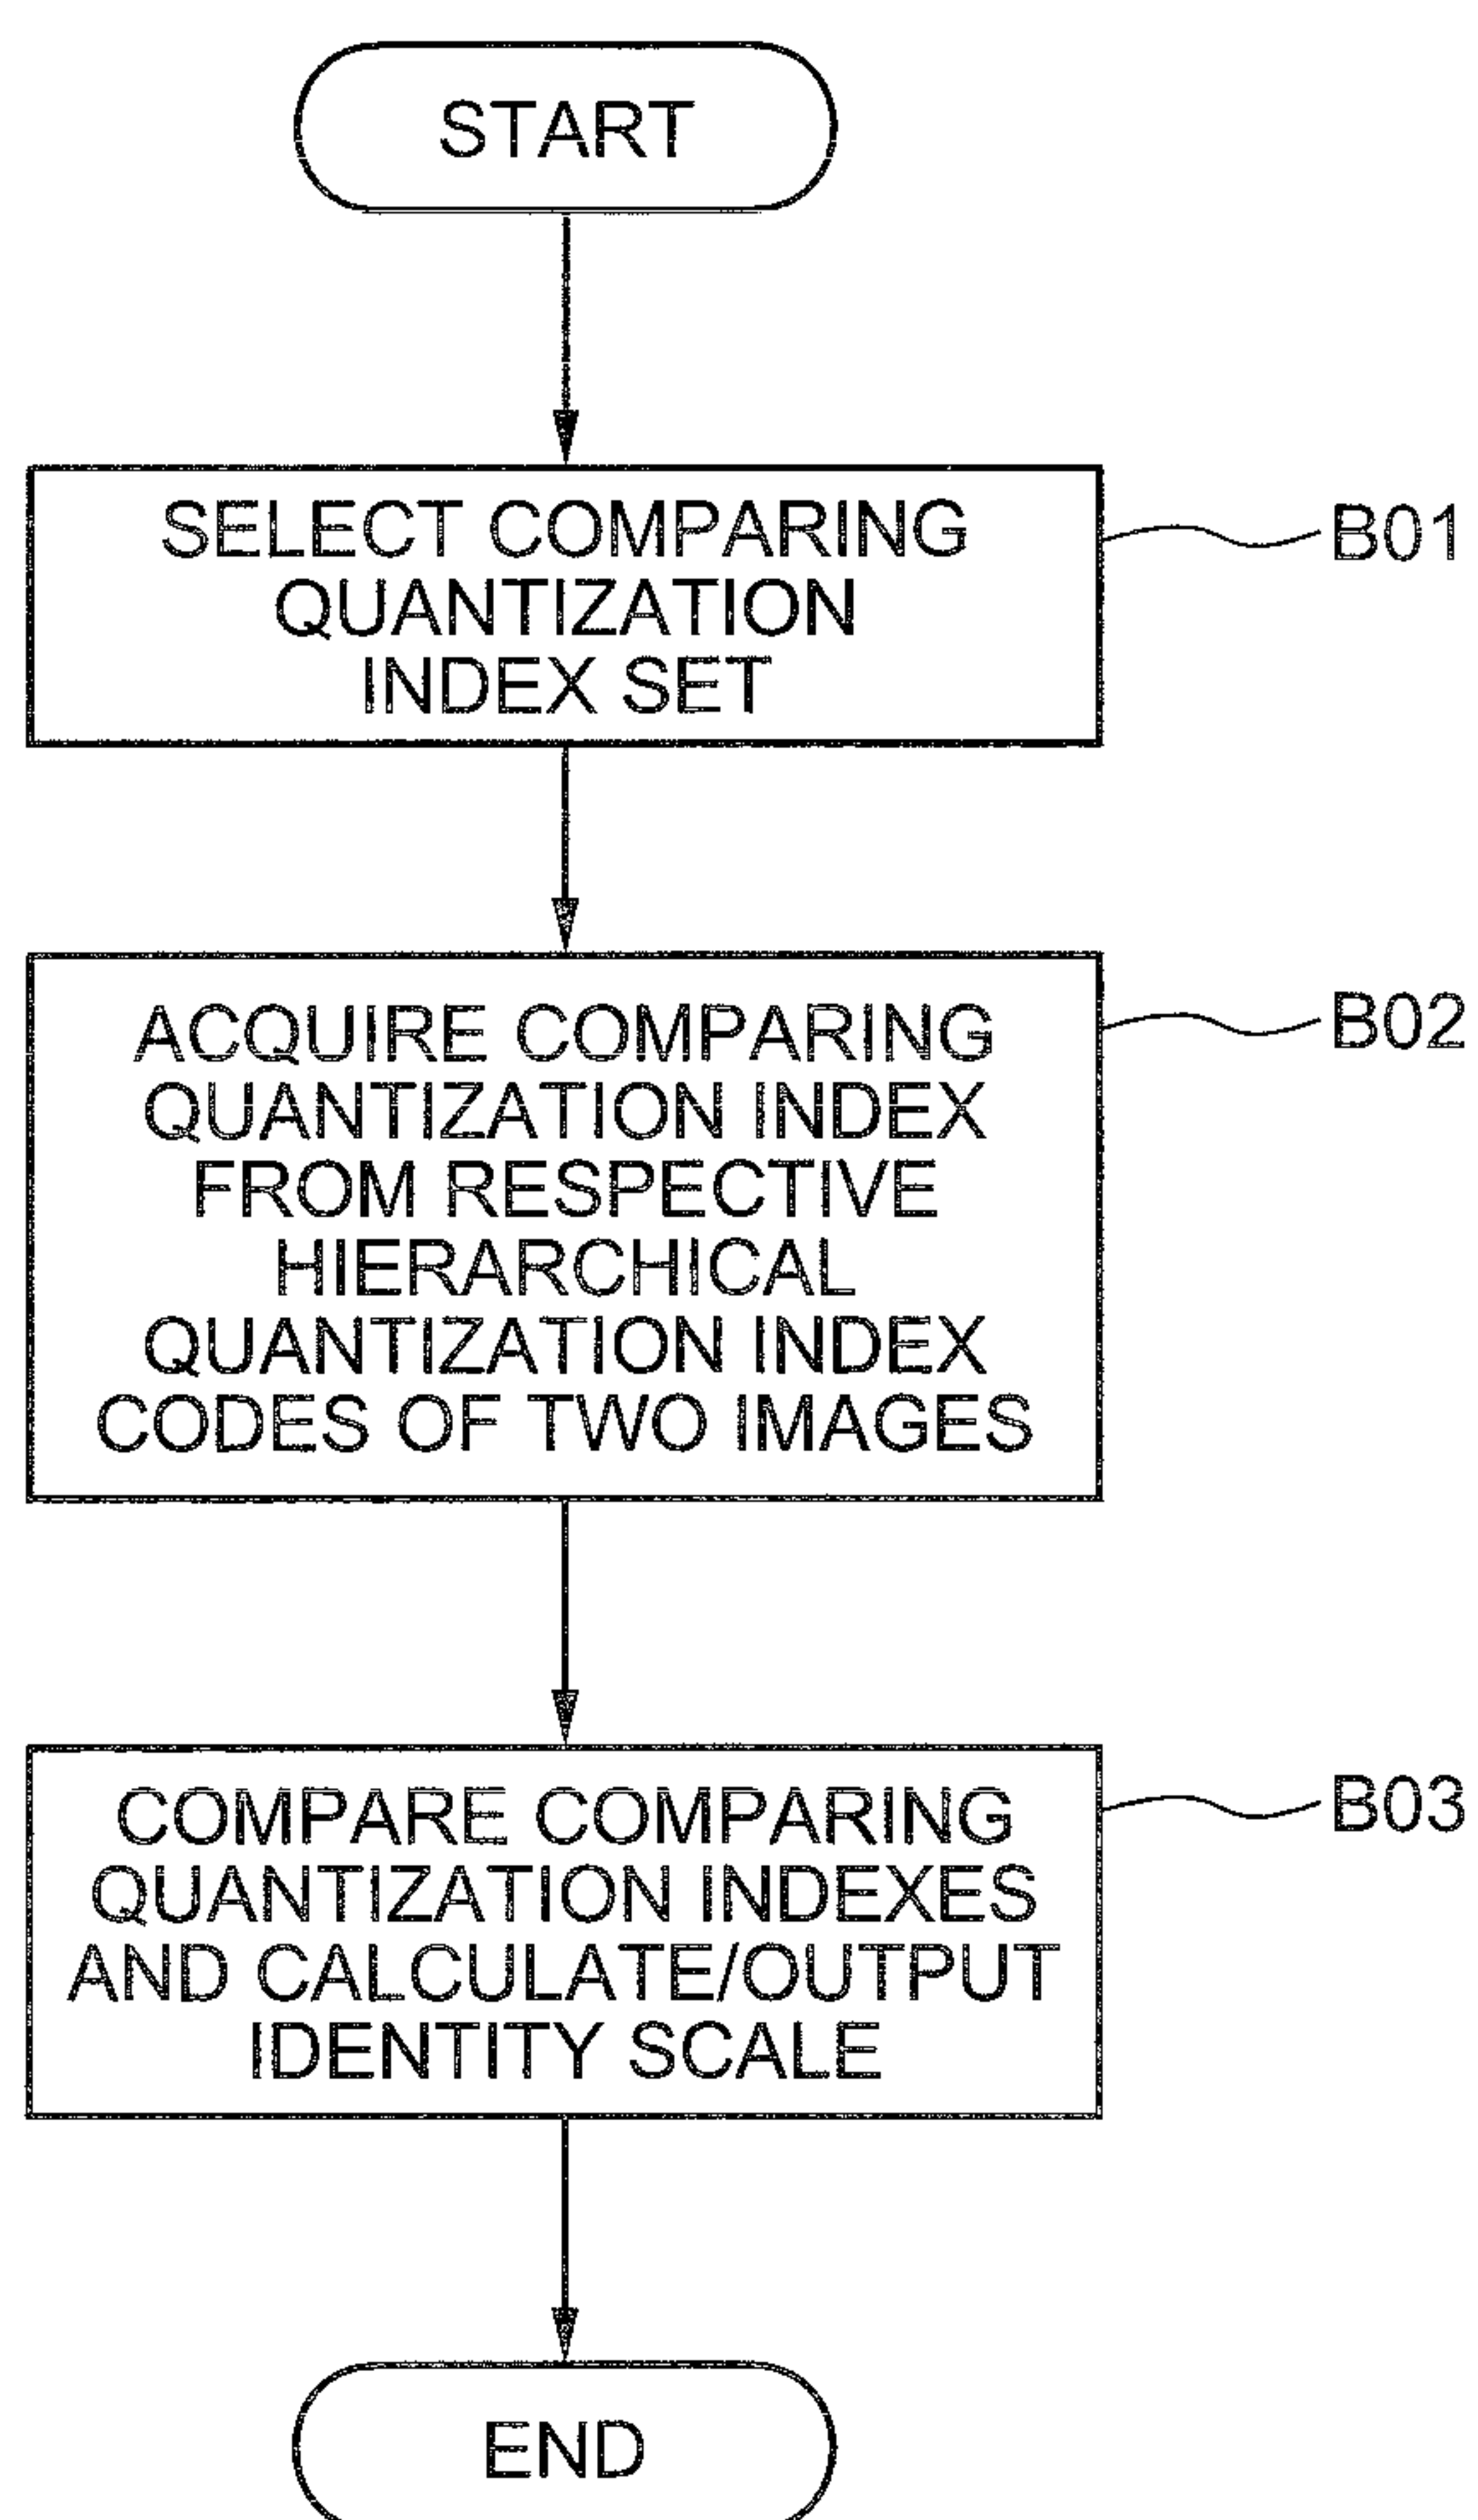 START
SELECT COMPARING
QUANTIZATION
INDEX SET
B01
ACQUIRE COMPARING
QUANTIZATION INDEX
FROM RESPECTIVE
HIERARCHICAL
QUANTIZATION INDEX
CODES OF TWO IMAGES
B02
COMPARE COMPARING
QUANTIZATION INDEXES
AND CALCULATE/OUTPUT
IDENTITY SCALE
B03
END